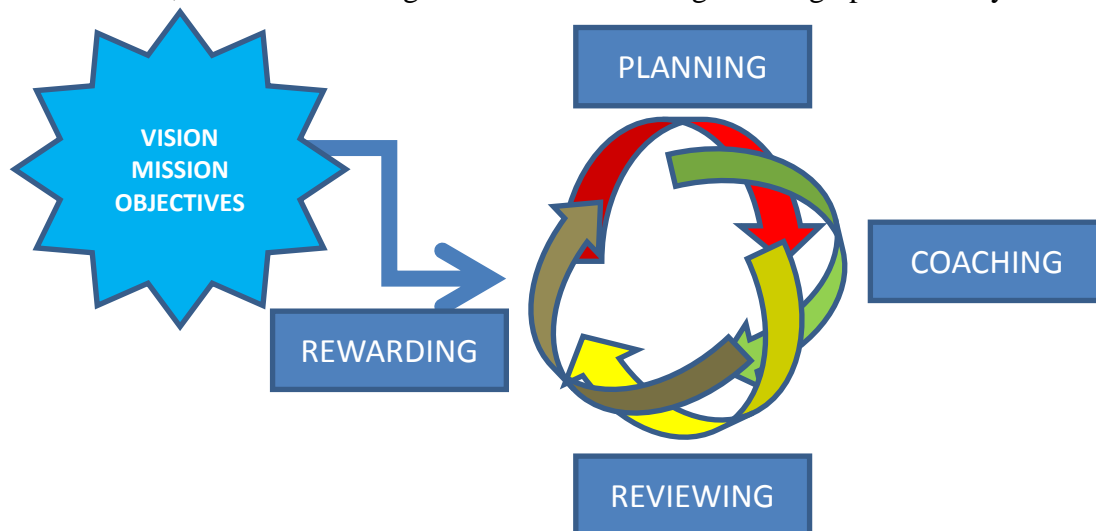 PLANNING
VISION
MISSION
OBJECTIVES
COACHING
REWARDING
REVIEWING